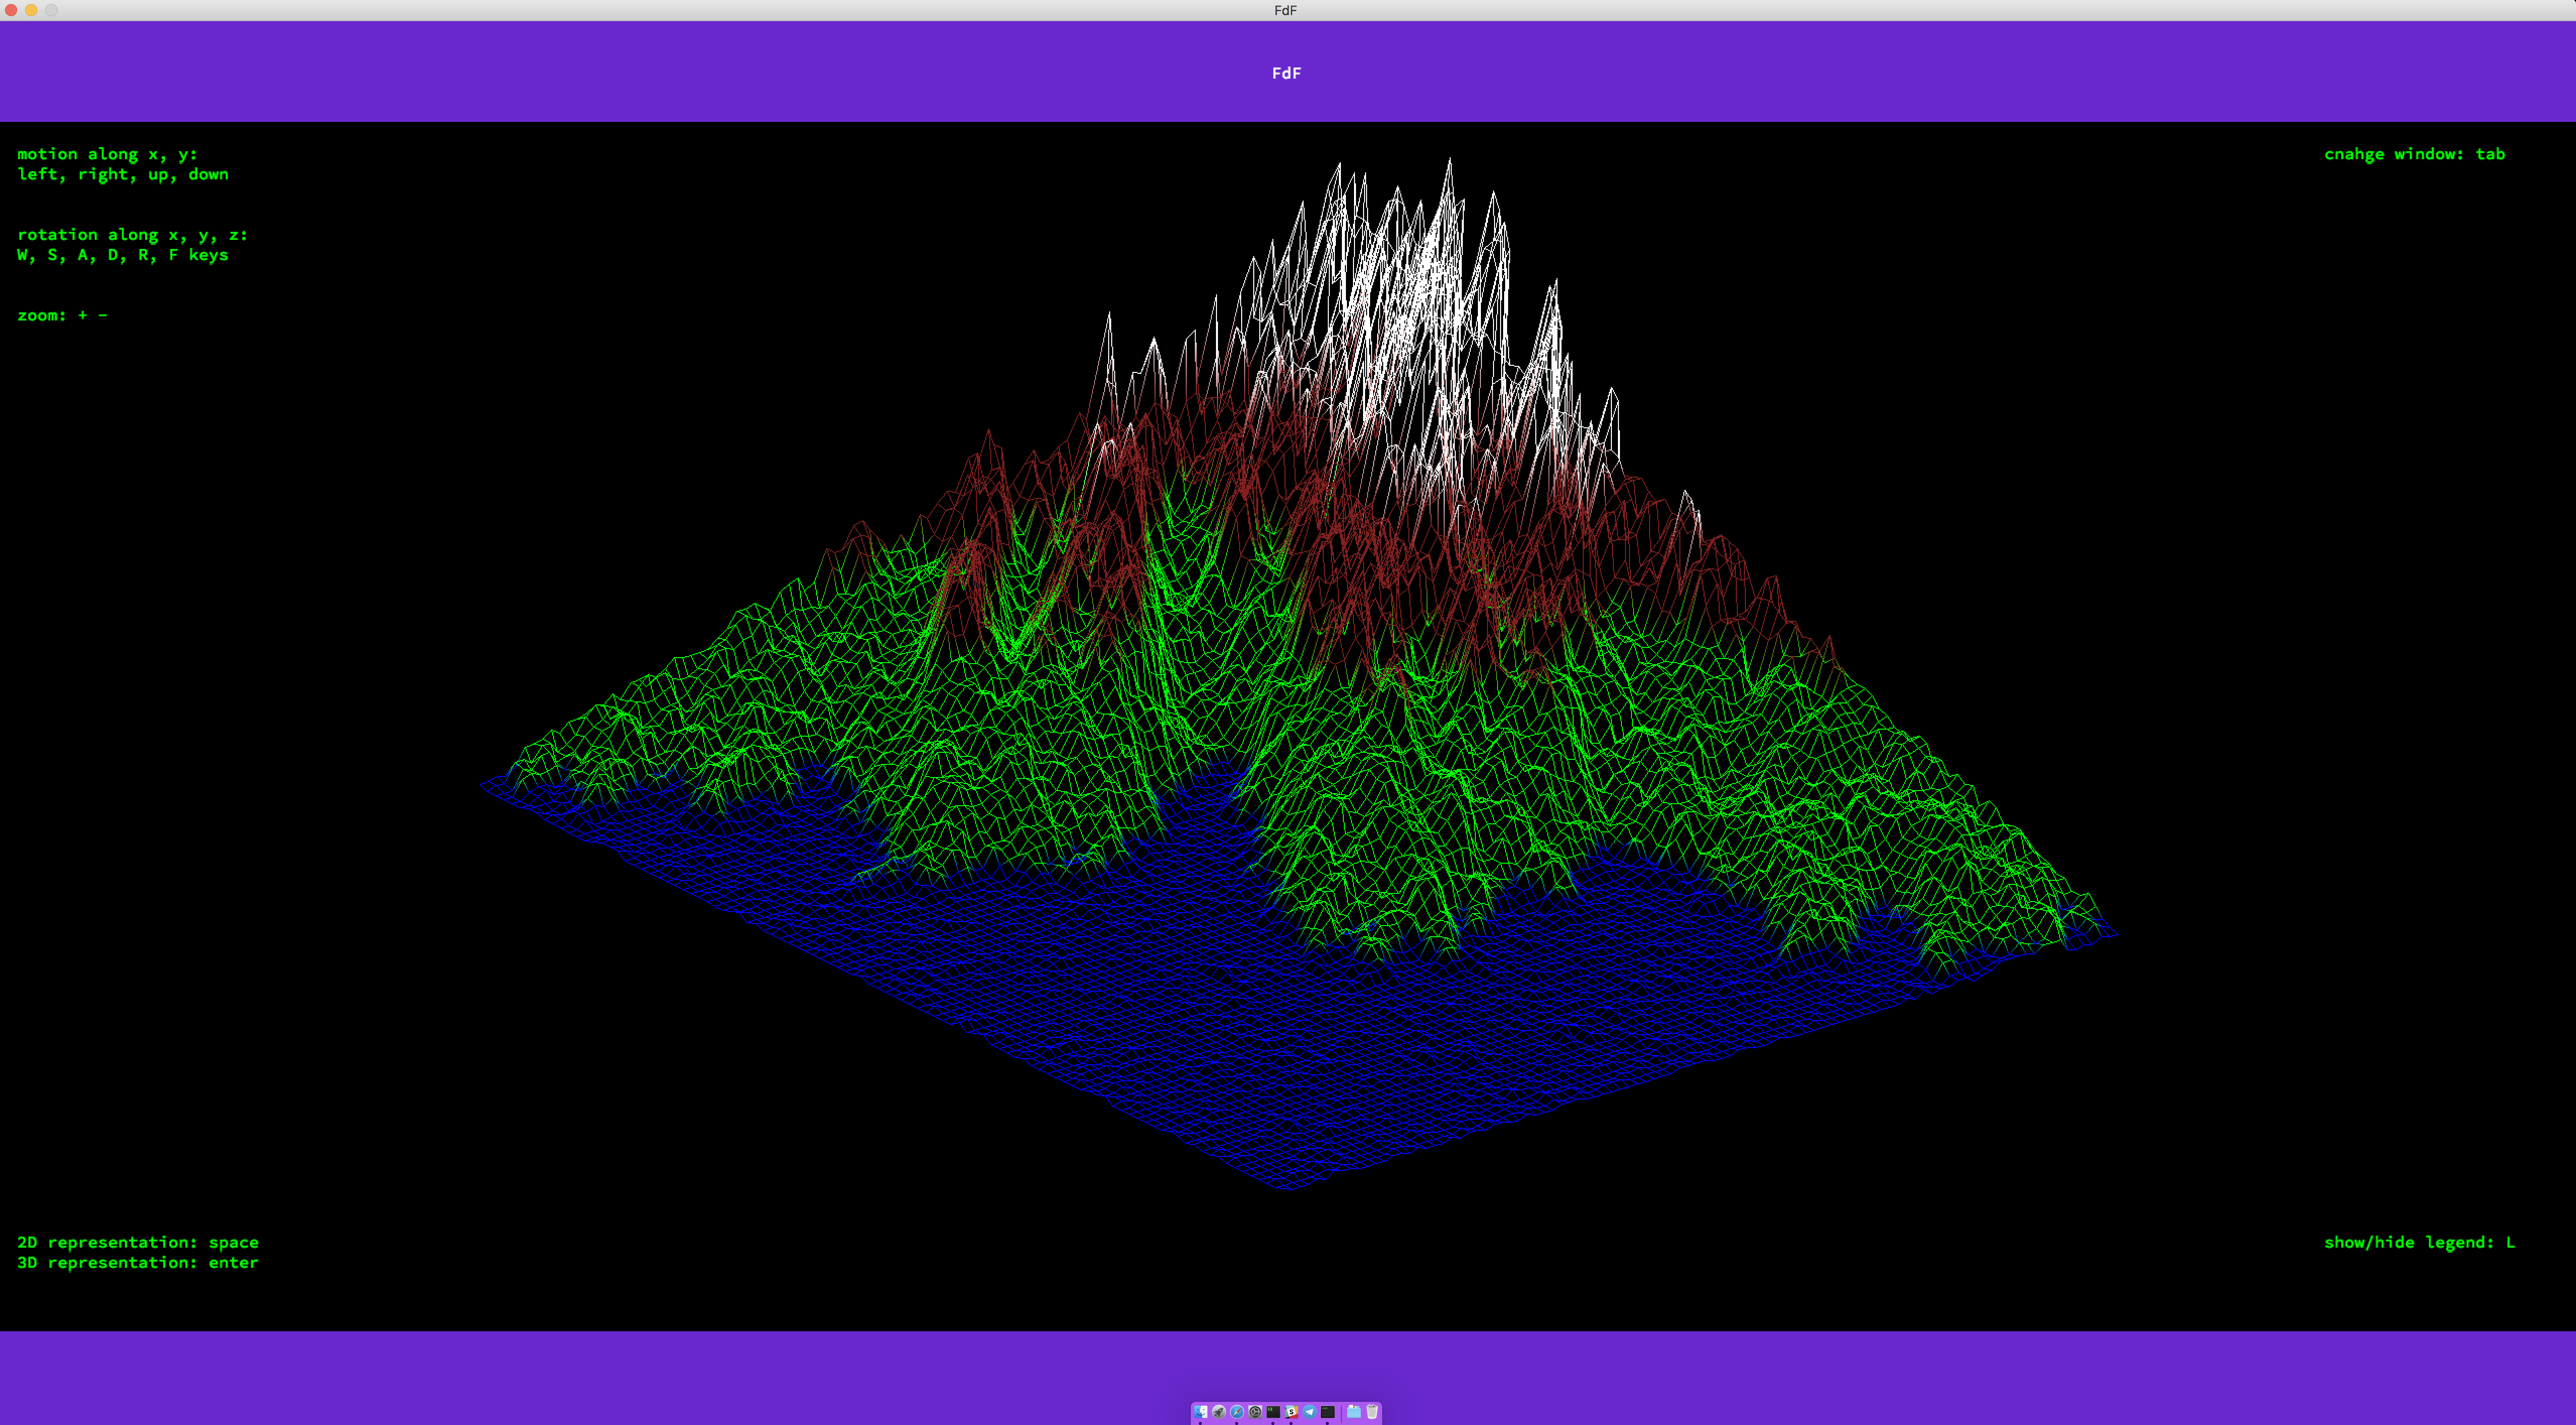 FdF
FdF
motion along x, y:
left, right, up, down
cnahge window: tab
rotation along x, y, z:
W, S, A, D, R, F keys
zoom: + -
2D representation: space
3D representation: enter
show/hide legend: L